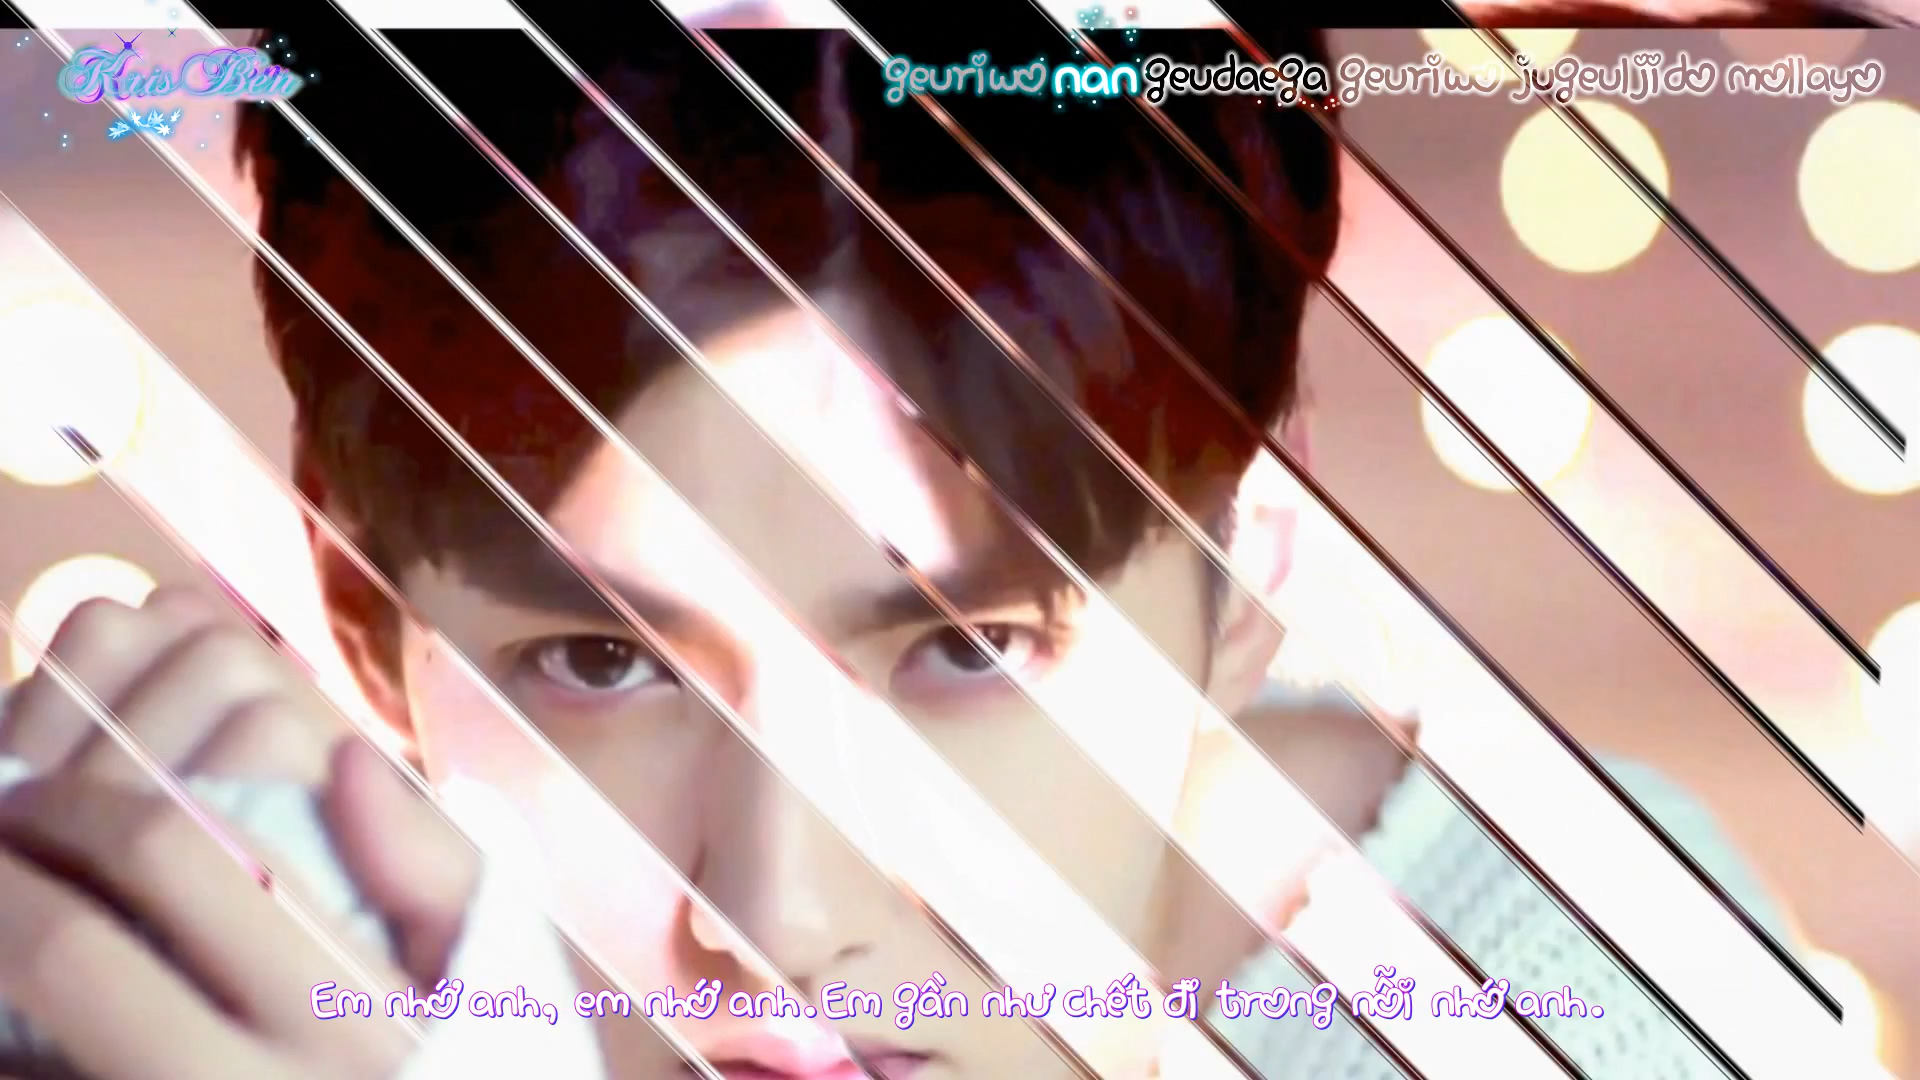 Kris Bến
geuriwo nan geudaega geuriwo jugeuljido mollayo
Em nhớ anh, em nhớ anh.Em gần như chết đi trong nỗi nhớ anh.